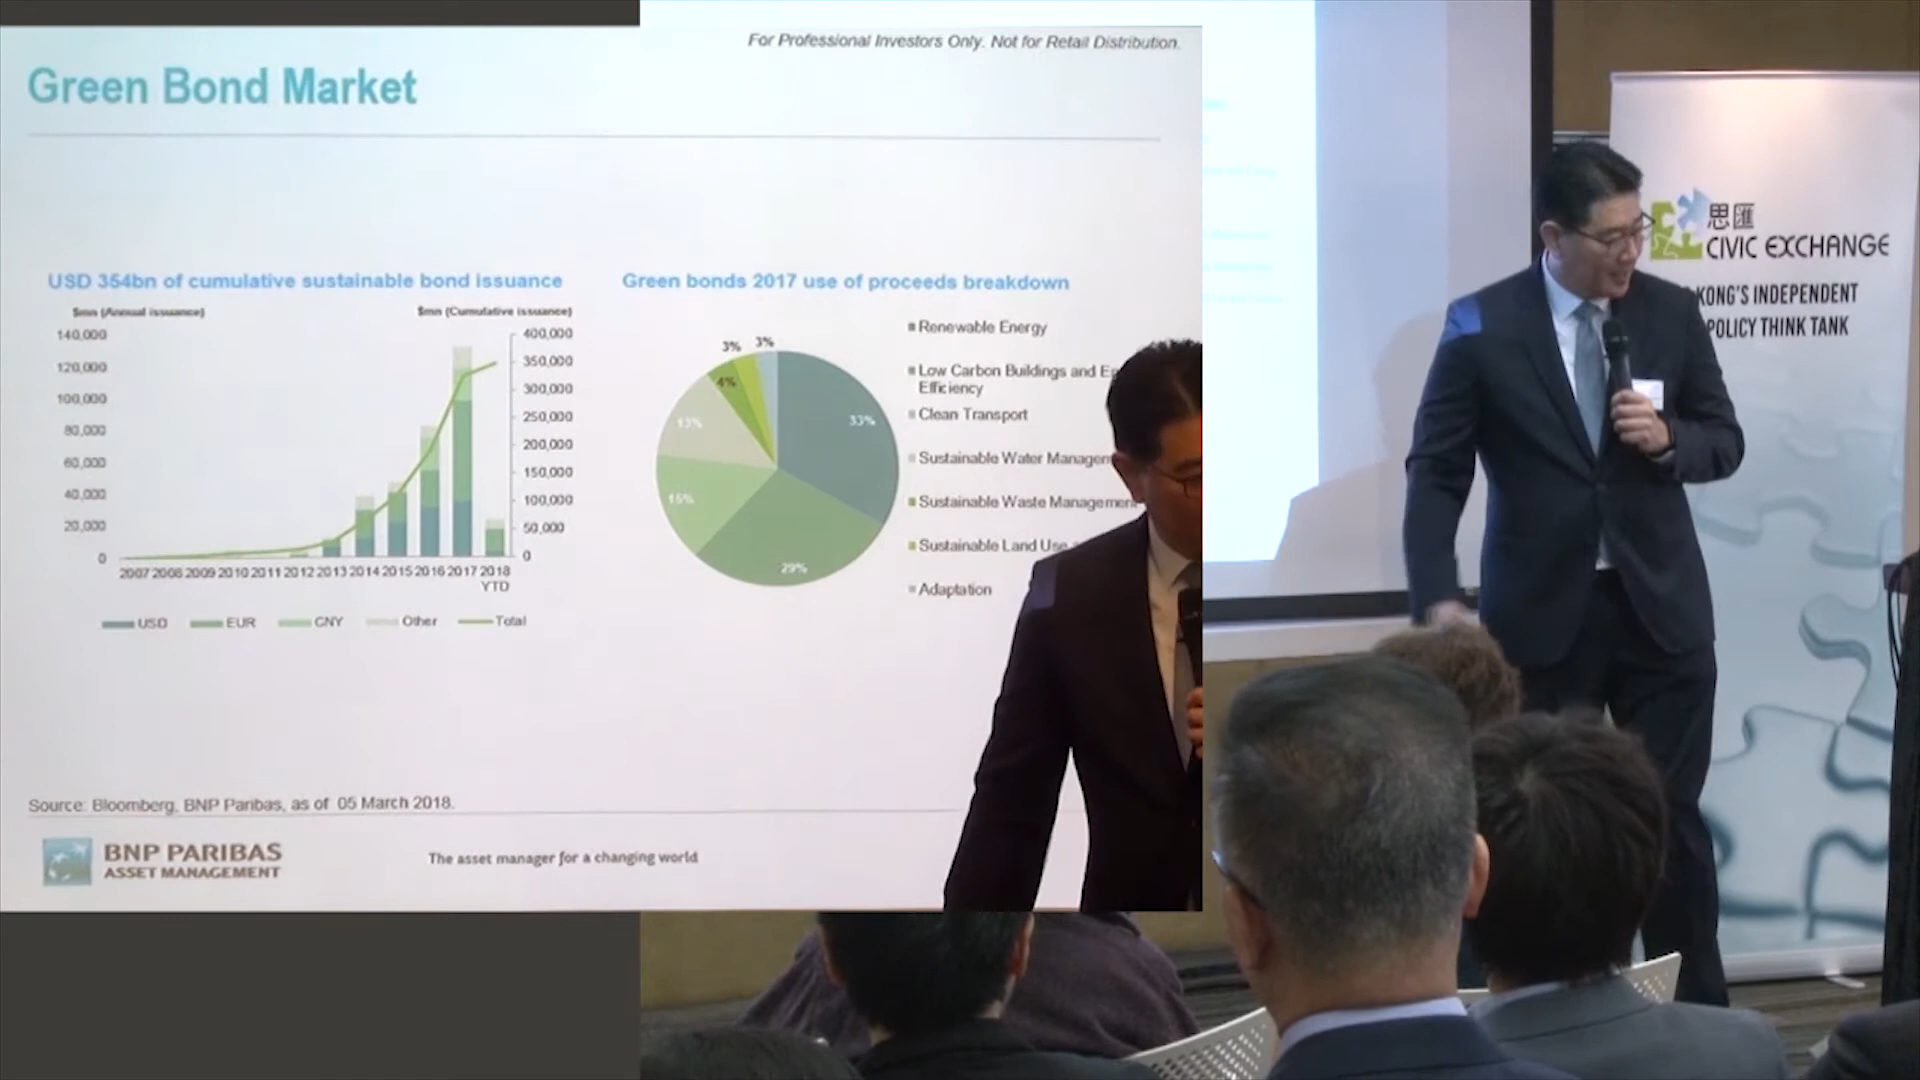 For Professional Investors Only. Not for Retail Distribution.
Green Bond Market
USD 354bn of cumulative sustainable bond issuance
$mn (Annual issuance)
$mn (Cumulative issuance)
140,000
120,000
100,000
80,000
60,000
40,000
20,000
0
400,000
350,000
300,000
250,000
200,000
150,000
100,000
50,000
0
2007 2008 2009 2010 2011 2012 2013 2014 2015 2016 2017 2018
YTD
USD EUR CNY Other Total
Green bonds 2017 use of proceeds breakdown
3% 3%
4%
33%
13%
15%
29%
Renewable Energy
Low Carbon Buildings and
Efficiency
Clean Transport
Sustainable Water
Sustainable Waste Management
Sustainable Land Use
Adaptation
Source: Bloomberg, BNP Paribas, as of 05 March 2018.
BNP PARIBAS
ASSET MANAGEMENT
The asset manager for a changing world
思匯
CIVIC EXCHANGE
KONG'S INDEPENDENT
POLICY THINK TANK